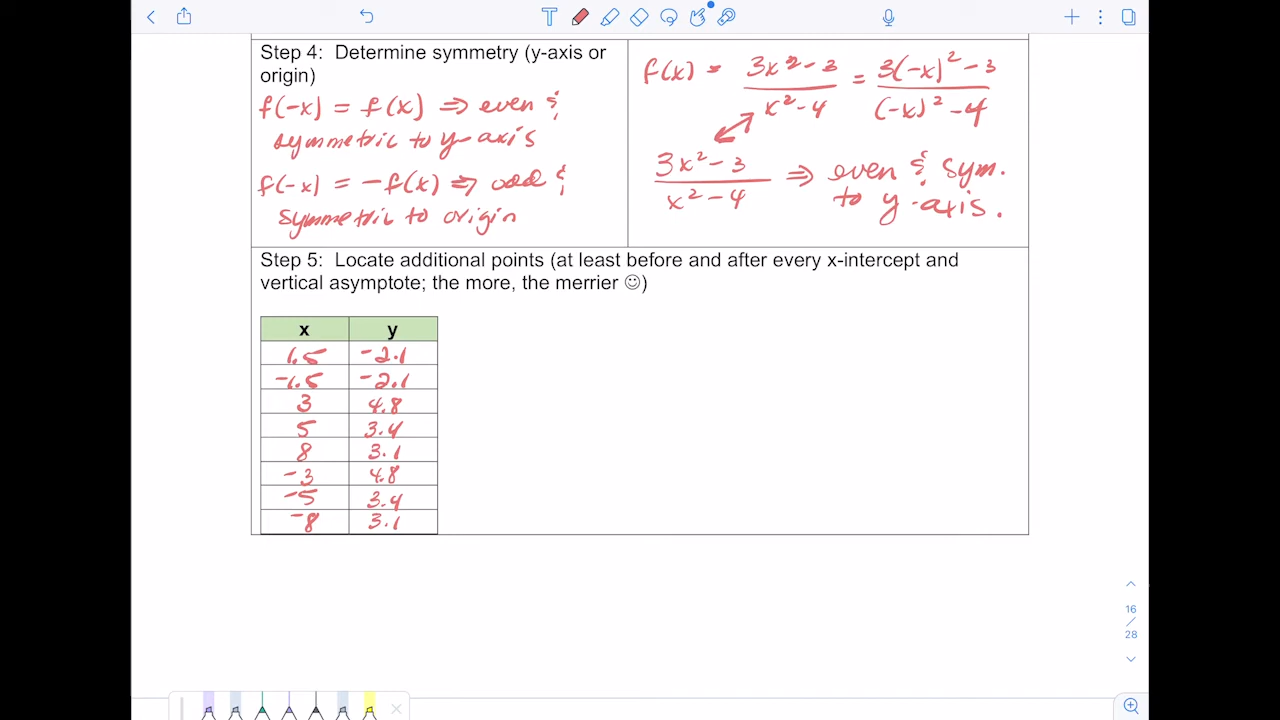 Step 4: Determine symmetry (y-axis or
origin)
f(-x) = f(x) ⇒ even &
symmetric to y-axis
f(-x) = -f(x) ⇒ odd &
symmetric to origin
f(x) = (3x² - 3)/(x² - 4) = (3(-x)² - 3)/((-x)² - 4)
(3x² - 3)/(x² - 4) ⇒ even & sym.
to y-axis.
Step 5: Locate additional points (at least before and after every x-intercept and
vertical asymptote; the more, the merrier ☺)
x y
1.5 -2.1
-1.5 -2.1
3 4.8
5 3.4
8 3.1
-3 4.8
-5 3.4
-8 3.1
16
/
28